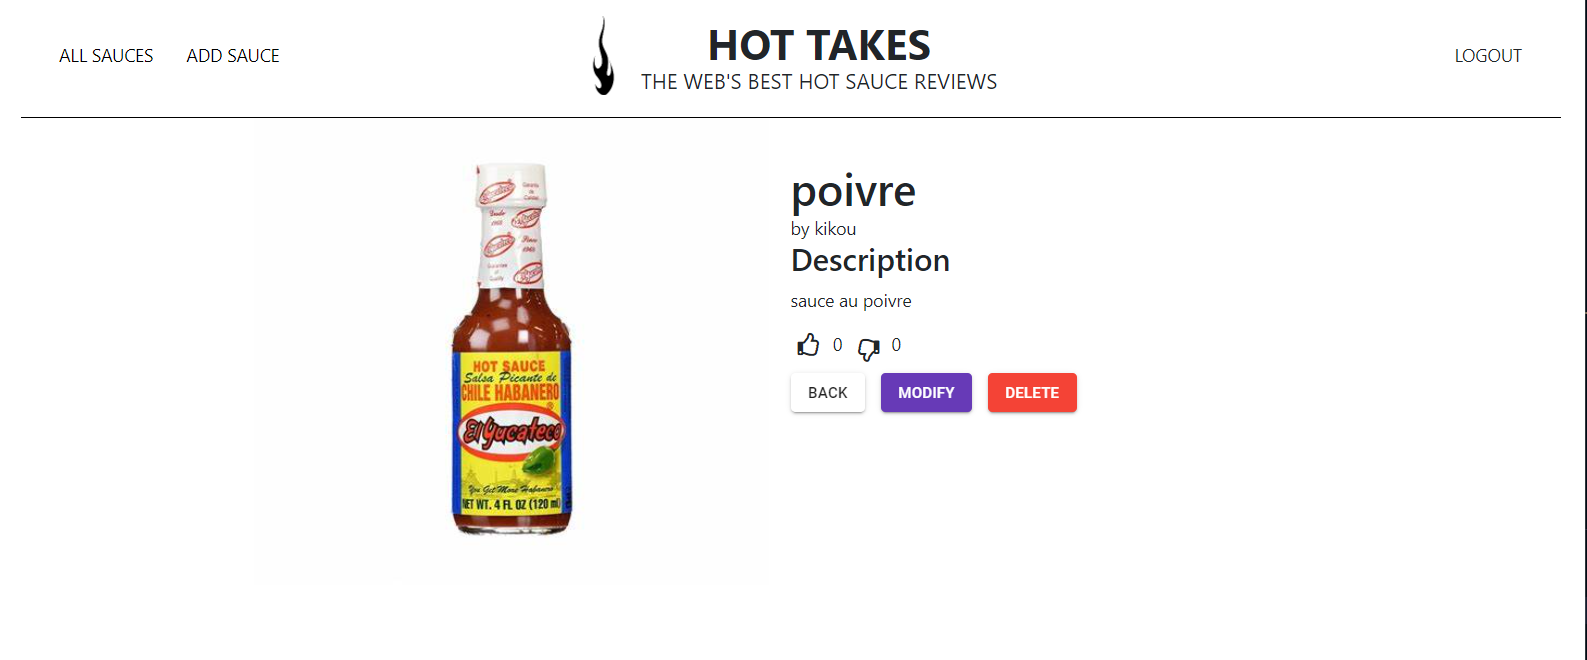 ALL SAUCES
ADD SAUCE
HOT TAKES
THE WEB'S BEST HOT SAUCE REVIEWS
LOGOUT
poivre
by kikou
Description
sauce au poivre
0
0
BACK
MODIFY
DELETE
HOT SAUCE
Salsa Picante de
CHILE HABANERO
El Yucateco
You Get More Habanero
NET WT. 4 FL OZ (120 ml)